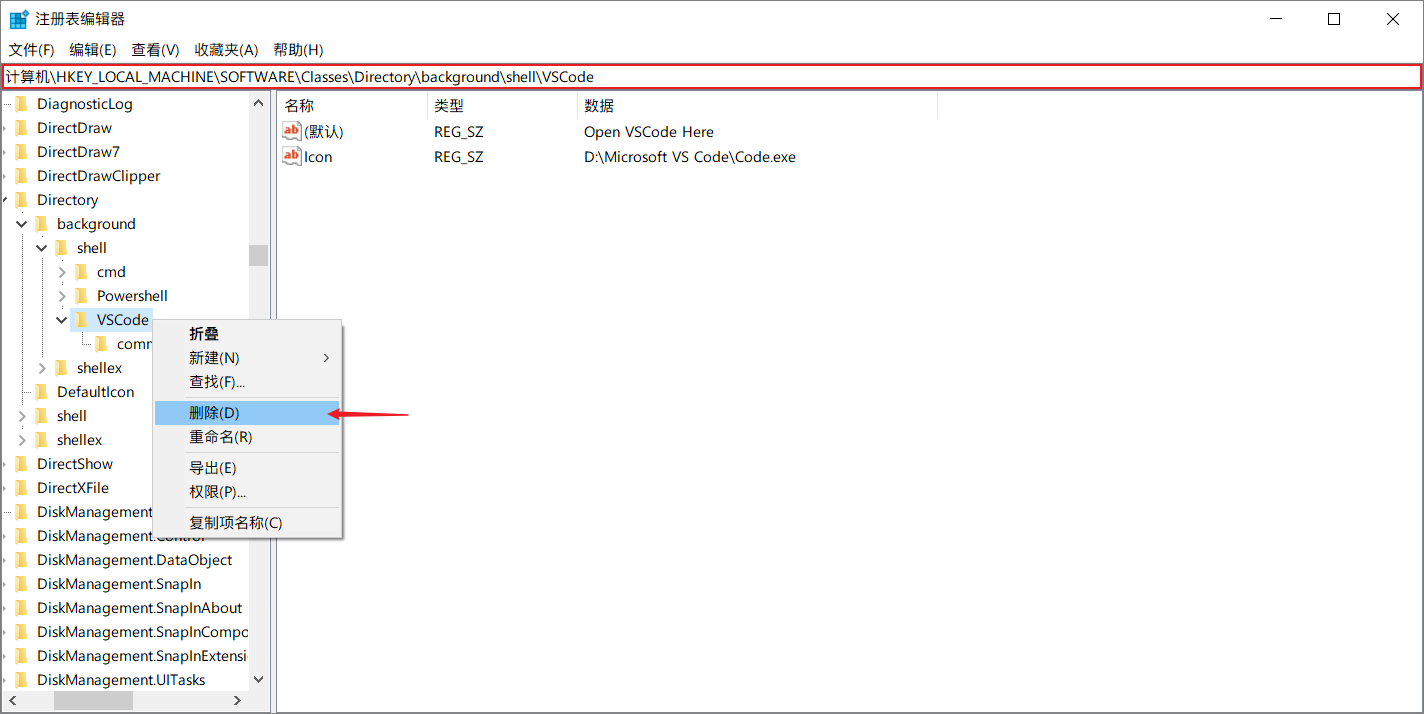 注册表编辑器
文件(F) 编辑(E) 查看(V) 收藏夹(A) 帮助(H)
计算机\HKEY_LOCAL_MACHINE\SOFTWARE\Classes\Directory\background\shell\VSCode
DiagnosticLog
DirectDraw
DirectDraw7
DirectDrawClipper
Directory
background
shell
cmd
Powershell
VSCode
comm
shellex
DefaultIcon
shell
shellex
DirectShow
DirectXFile
DiskManagement
DiskManagement.Control
DiskManagement.DataObject
DiskManagement.SnapIn
DiskManagement.SnapInAbout
DiskManagement.SnapInCompo
DiskManagement.SnapInExtensi
DiskManagement.UITasks
折叠
新建(N)
查找(F)...
删除(D)
重命名(R)
导出(E)
权限(P)...
复制项名称(C)
名称 类型 数据
ab (默认) REG_SZ Open VSCode Here
ab Icon REG_SZ D:\Microsoft VS Code\Code.exe